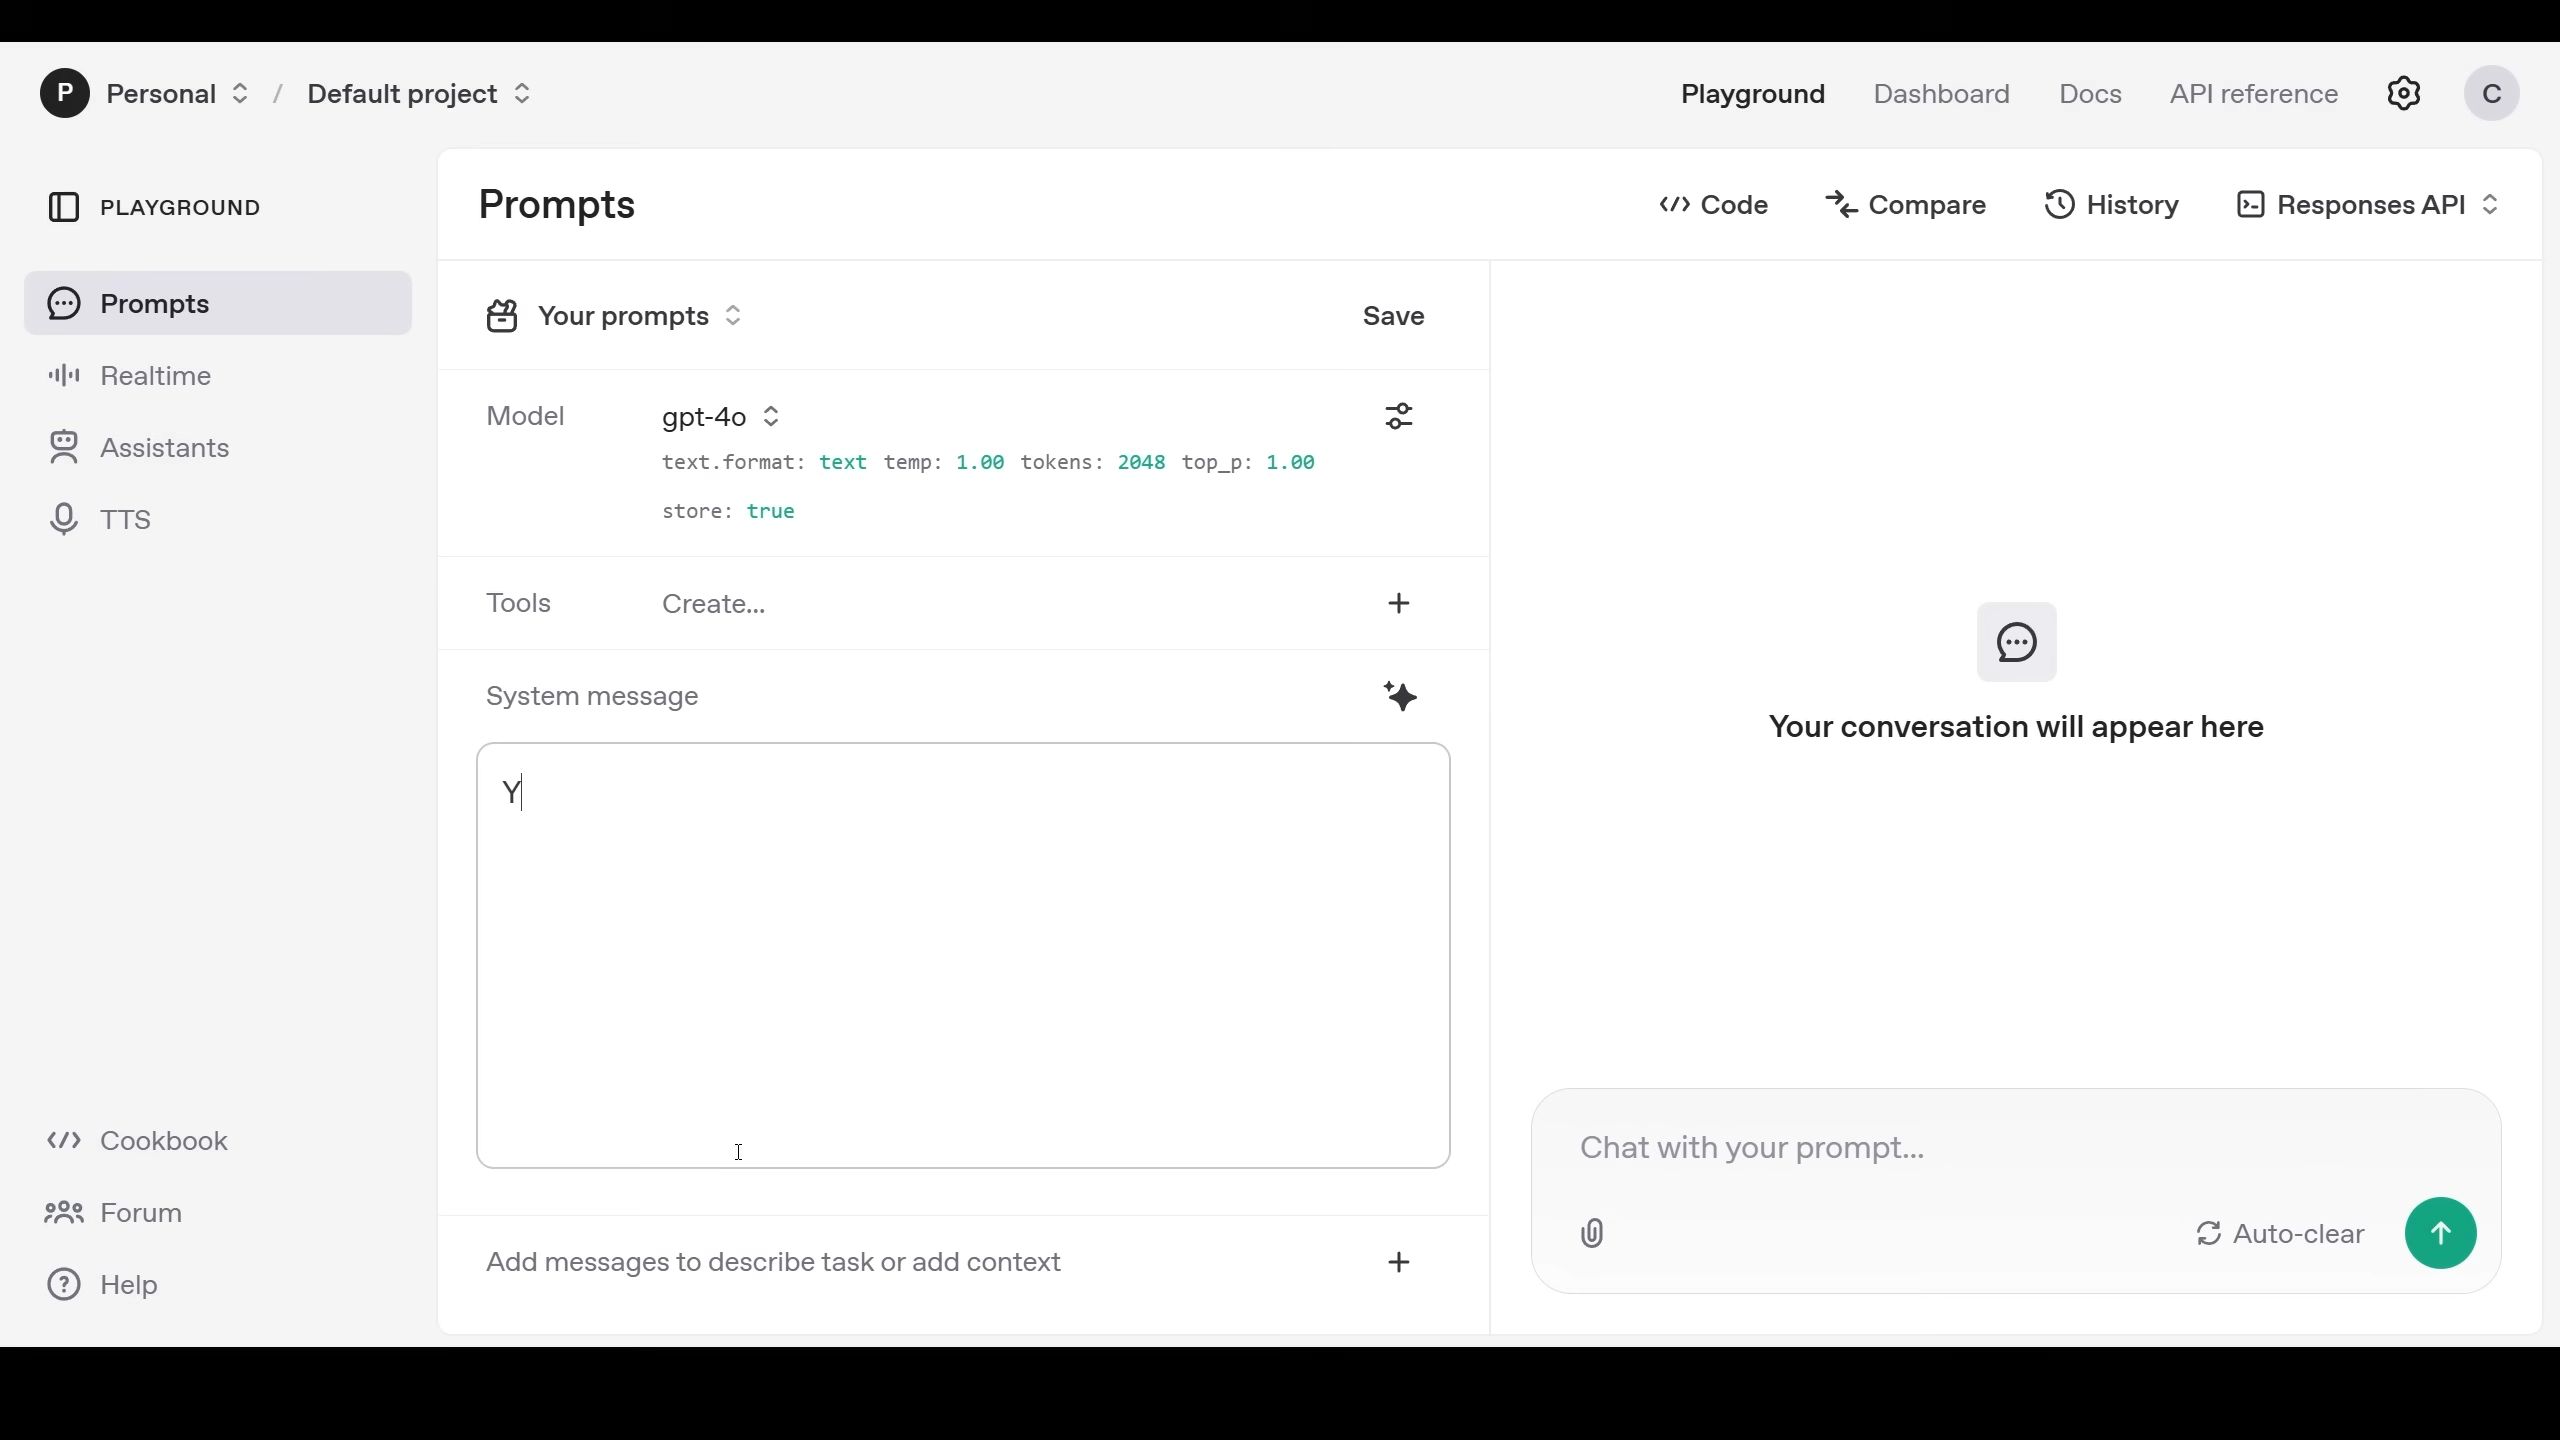 P Personal / Default project
Playground Dashboard Docs API reference C
PLAYGROUND
Prompts
Realtime
Assistants
TTS
Cookbook
Forum
Help
Prompts
Code Compare History Responses API
Your prompts Save
Model gpt-4o
text.format: text temp: 1.00 tokens: 2048 top_p: 1.00
store: true
Tools Create...
System message
Y
Add messages to describe task or add context
Your conversation will appear here
Chat with your prompt...
Auto-clear